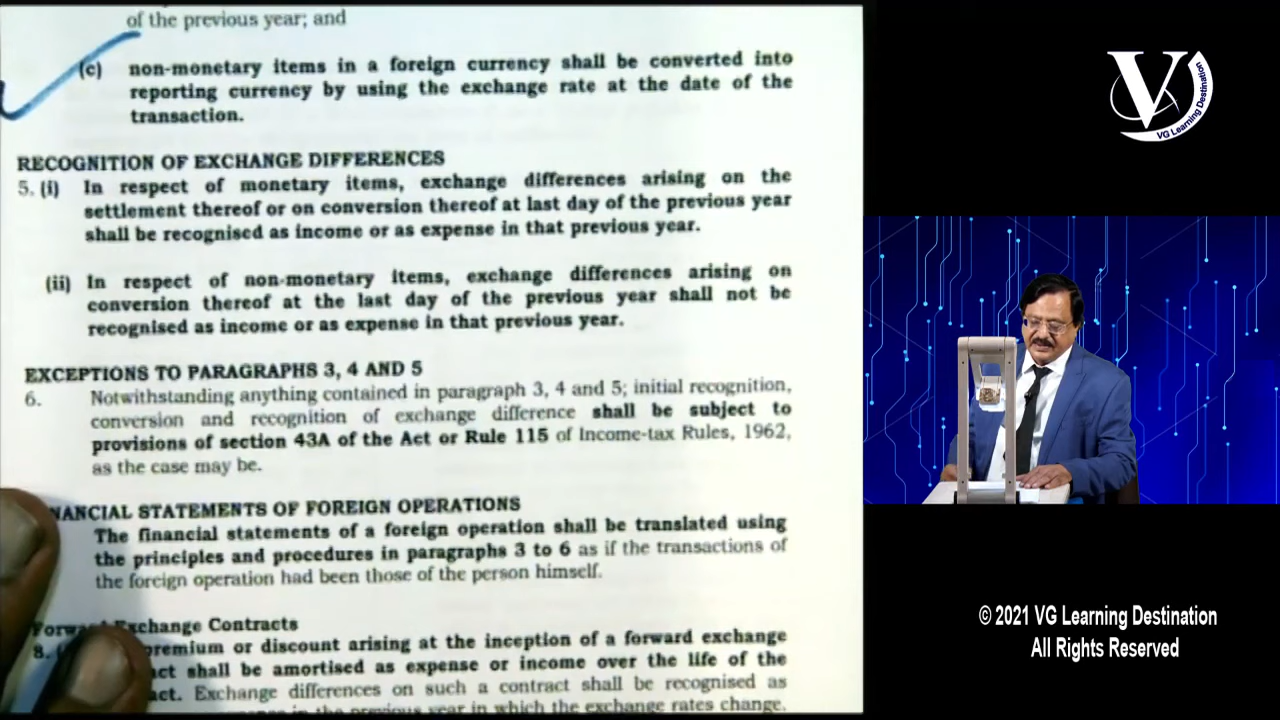 of the previous year; and
(c) non-monetary items in a foreign currency shall be converted into
reporting currency by using the exchange rate at the date of the
transaction.
RECOGNITION OF EXCHANGE DIFFERENCES
5. (i) In respect of monetary items, exchange differences arising on the
settlement thereof or on conversion thereof at last day of the previous year
shall be recognised as income or as expense in that previous year.
(ii) In respect of non-monetary items, exchange differences arising on
conversion thereof at the last day of the previous year shall not be
recognised as income or as expense in that previous year.
EXCEPTIONS TO PARAGRAPHS 3, 4 AND 5
6. Notwithstanding anything contained in paragraph 3, 4 and 5; initial recognition,
conversion and recognition of exchange difference shall be subject to
provisions of section 43A of the Act or Rule 115 of Income-tax Rules, 1962,
as the case may be.
NANCIAL STATEMENTS OF FOREIGN OPERATIONS
The financial statements of a foreign operation shall be translated using
the principles and procedures in paragraphs 3 to 6 as if the transactions of
the foreign operation had been those of the person himself.
Exchange Contracts
8. premium or discount arising at the inception of a forward exchange
act shall be amortised as expense or income over the life of the
act. Exchange differences on such a contract shall be recognised as
in the previous year in which the exchange rates change.
V
VG Learning Destination
© 2021 VG Learning Destination
All Rights Reserved